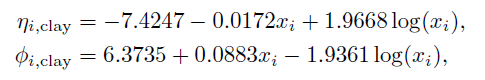 η_{i,clay} = −7.4247 − 0.0172x_i + 1.9668 log(x_i),
ϕ_{i,clay} = 6.3735 + 0.0883x_i − 1.9361 log(x_i),